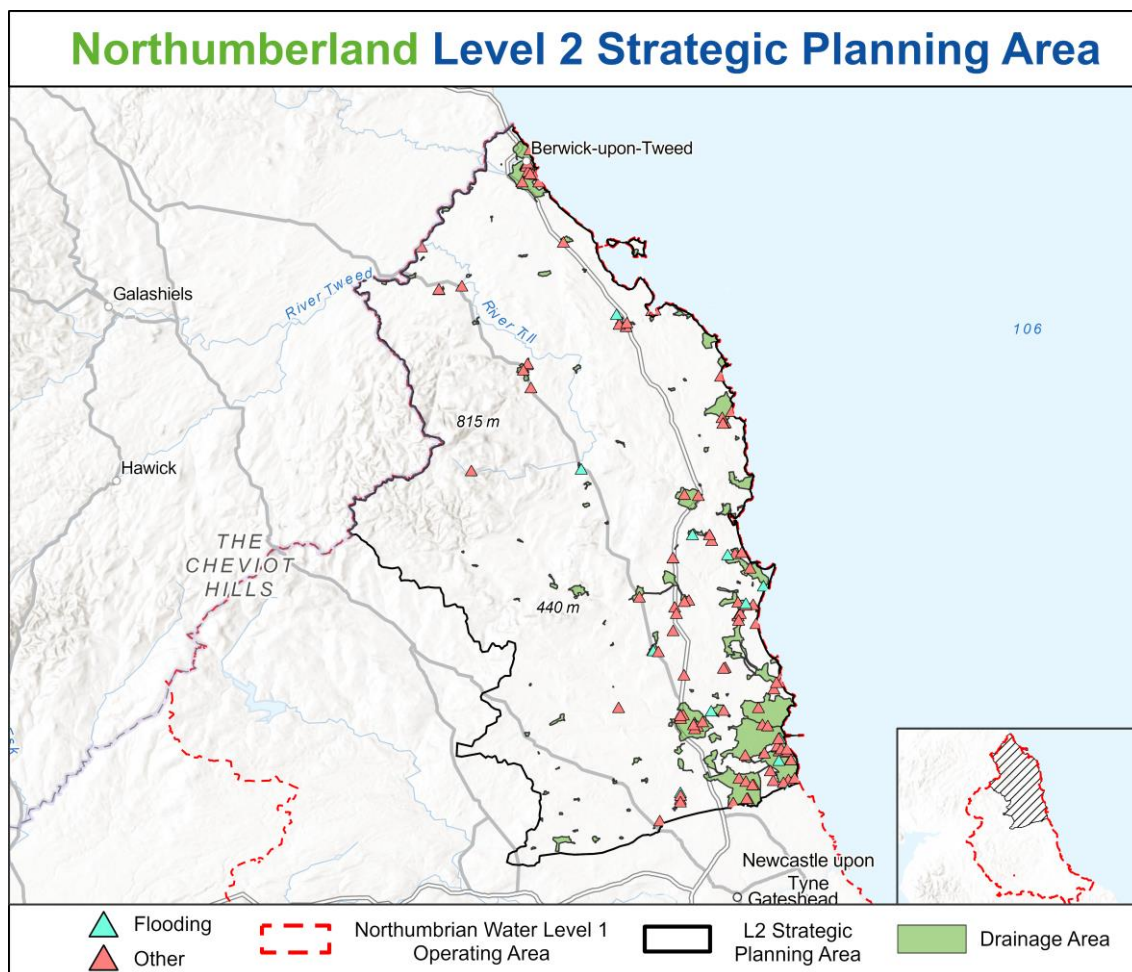 Northumberland Level 2 Strategic Planning Area
Berwick-upon-Tweed
Galashiels
River Tweed
River Till
106
815 m
Hawick
THE
CHEVIOT
HILLS
440 m
Newcastle upon
Tyne
Gateshead
Flooding
Other
Northumbrian Water Level 1
Operating Area
L2 Strategic
Planning Area
Drainage Area